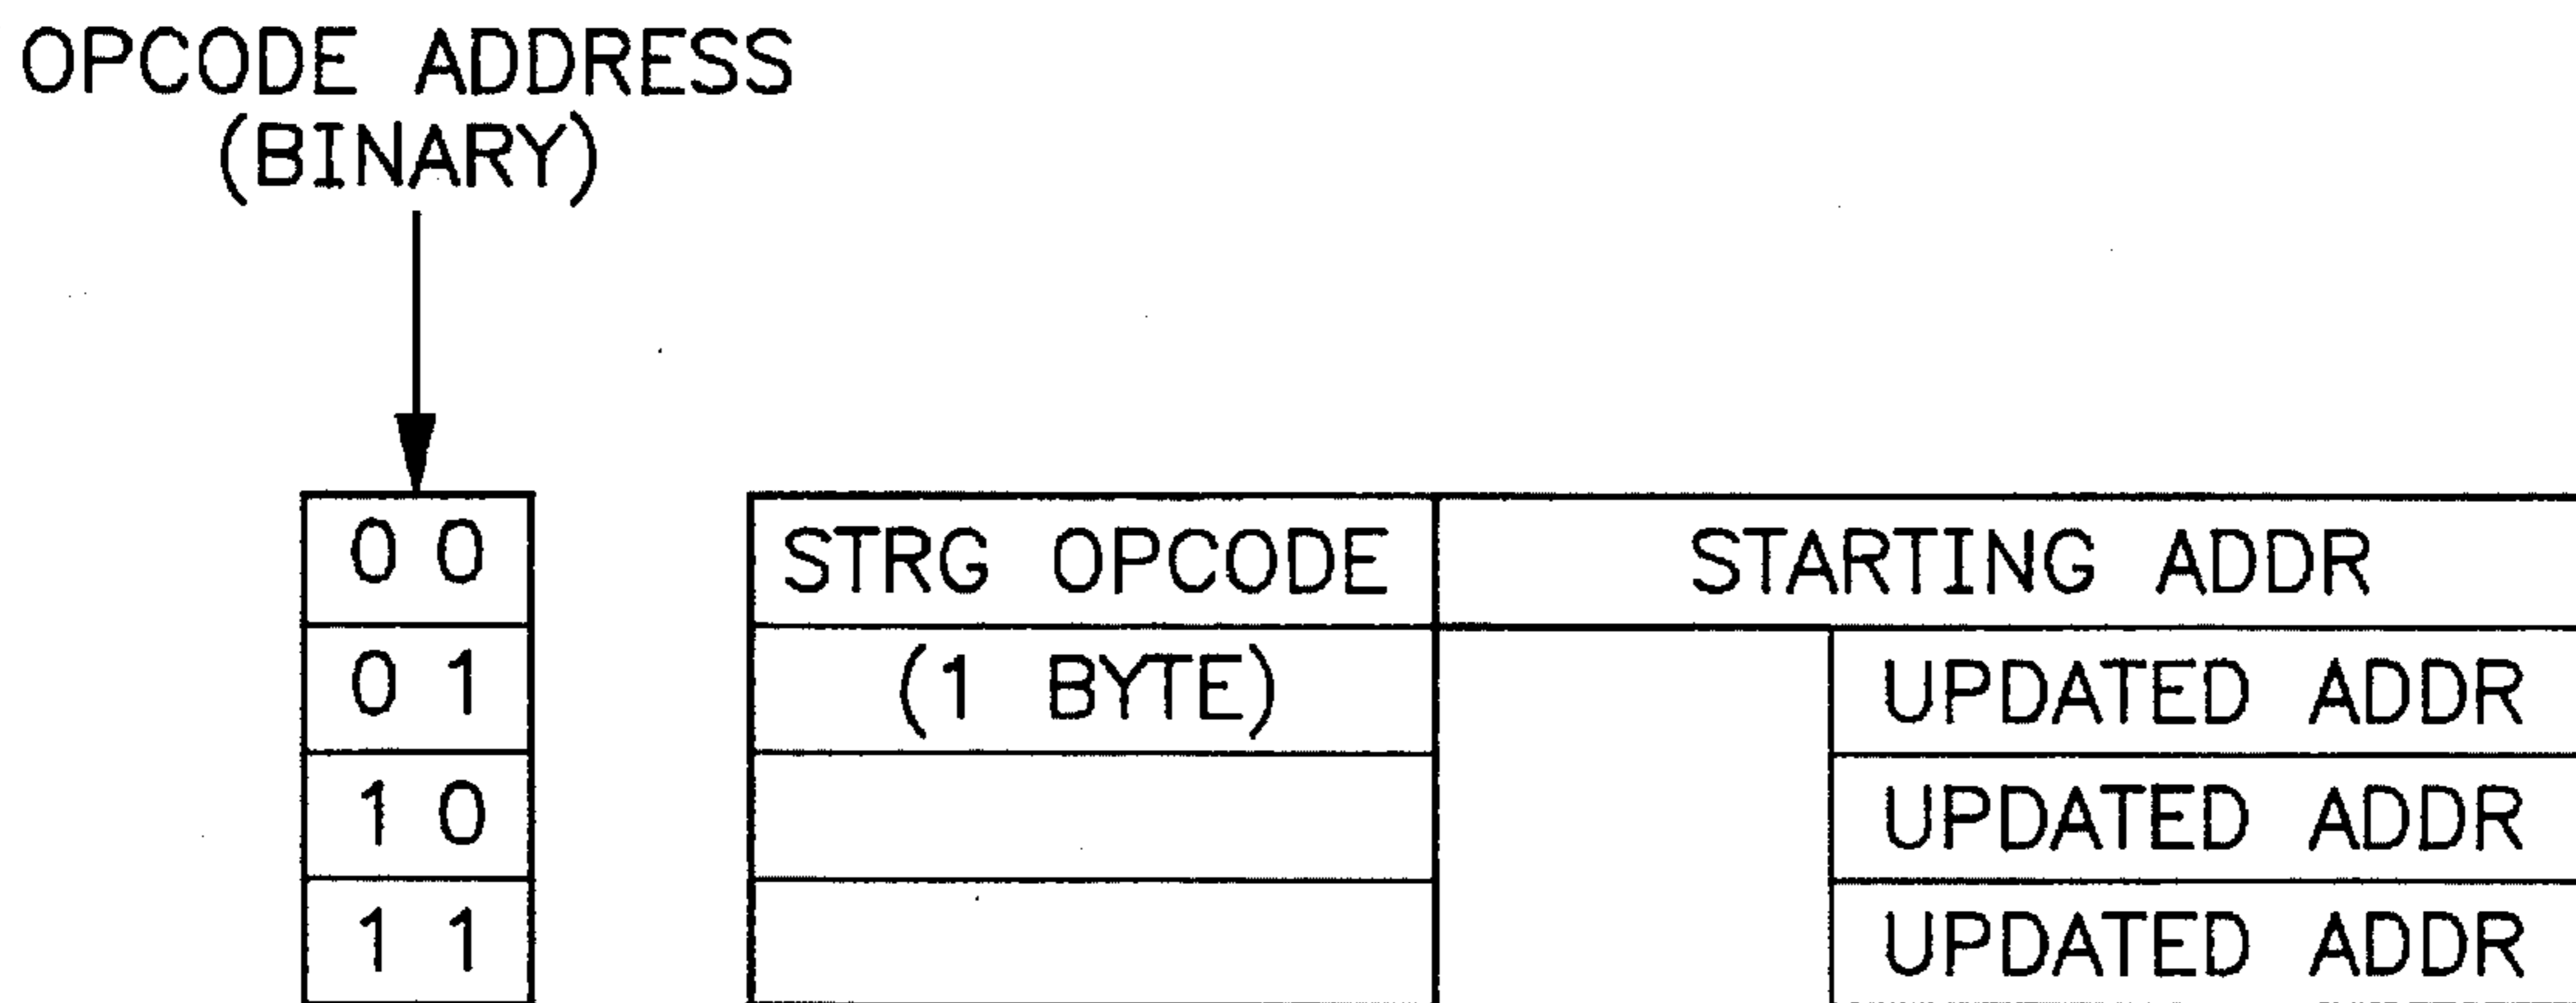 OPCODE ADDRESS
(BINARY)
0 0 STRG OPCODE STARTING ADDR
0 1 (1 BYTE) UPDATED ADDR
1 0 UPDATED ADDR
1 1 UPDATED ADDR